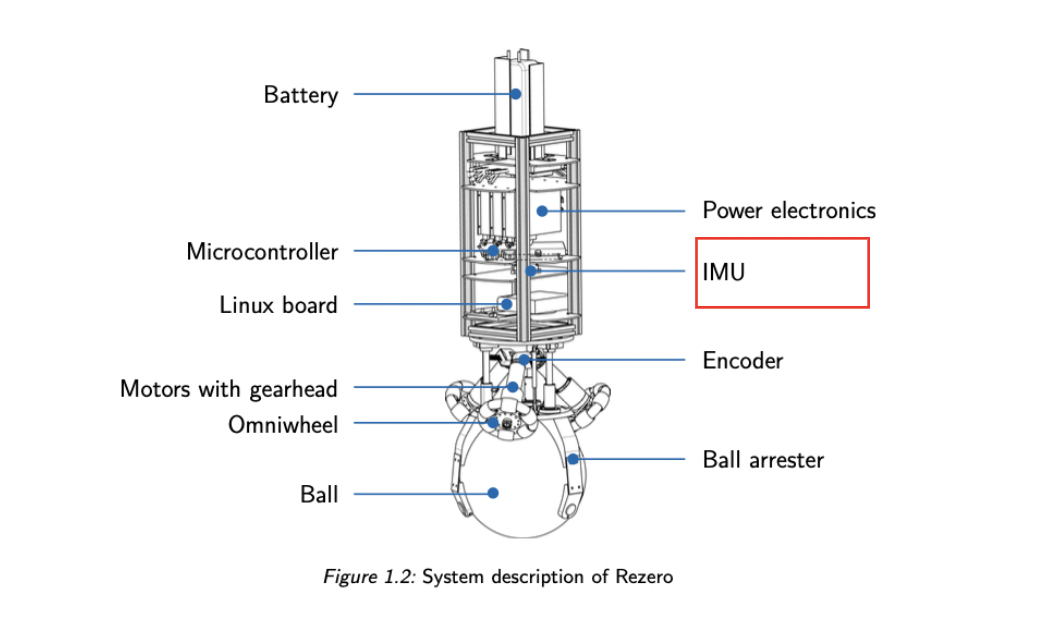 Battery
Power electronics
Microcontroller
IMU
Linux board
Encoder
Motors with gearhead
Omniwheel
Ball arrester
Ball
Figure 1.2: System description of Rezero